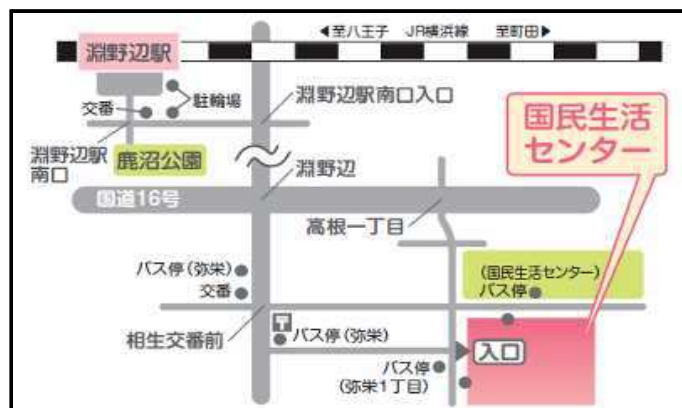 ◀至八王子 JR横浜線 至町田▶
淵野辺駅
交番
駐輪場
淵野辺駅南口入口
淵野辺駅
南口
鹿沼公園
国民生活
センター
淵野辺
国道16号
高根一丁目
バス停(弥栄)
交番
(国民生活センター)
バス停
相生交番前
〒
バス停(弥栄)
入口
バス停
(弥栄1丁目)